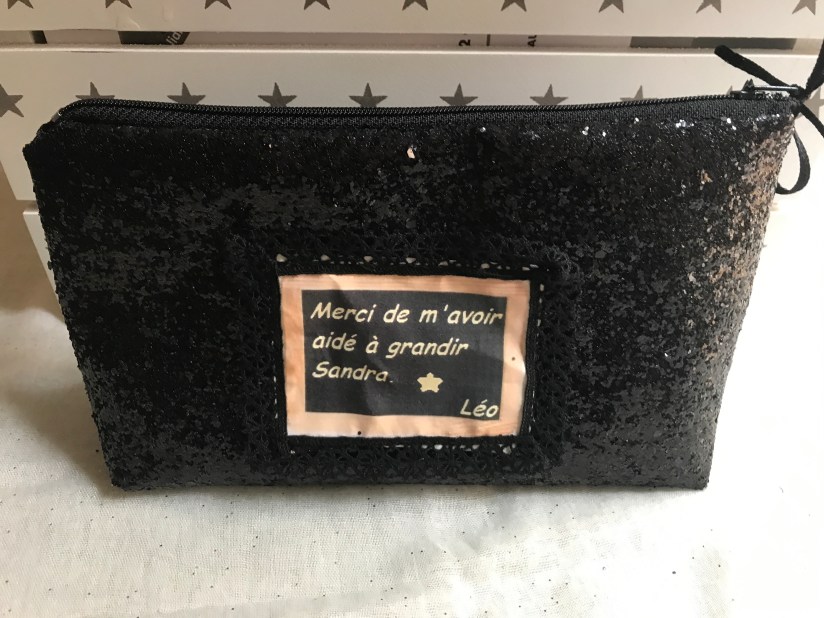 Merci de m'avoir
aidé à grandir
Sandra.
Léo